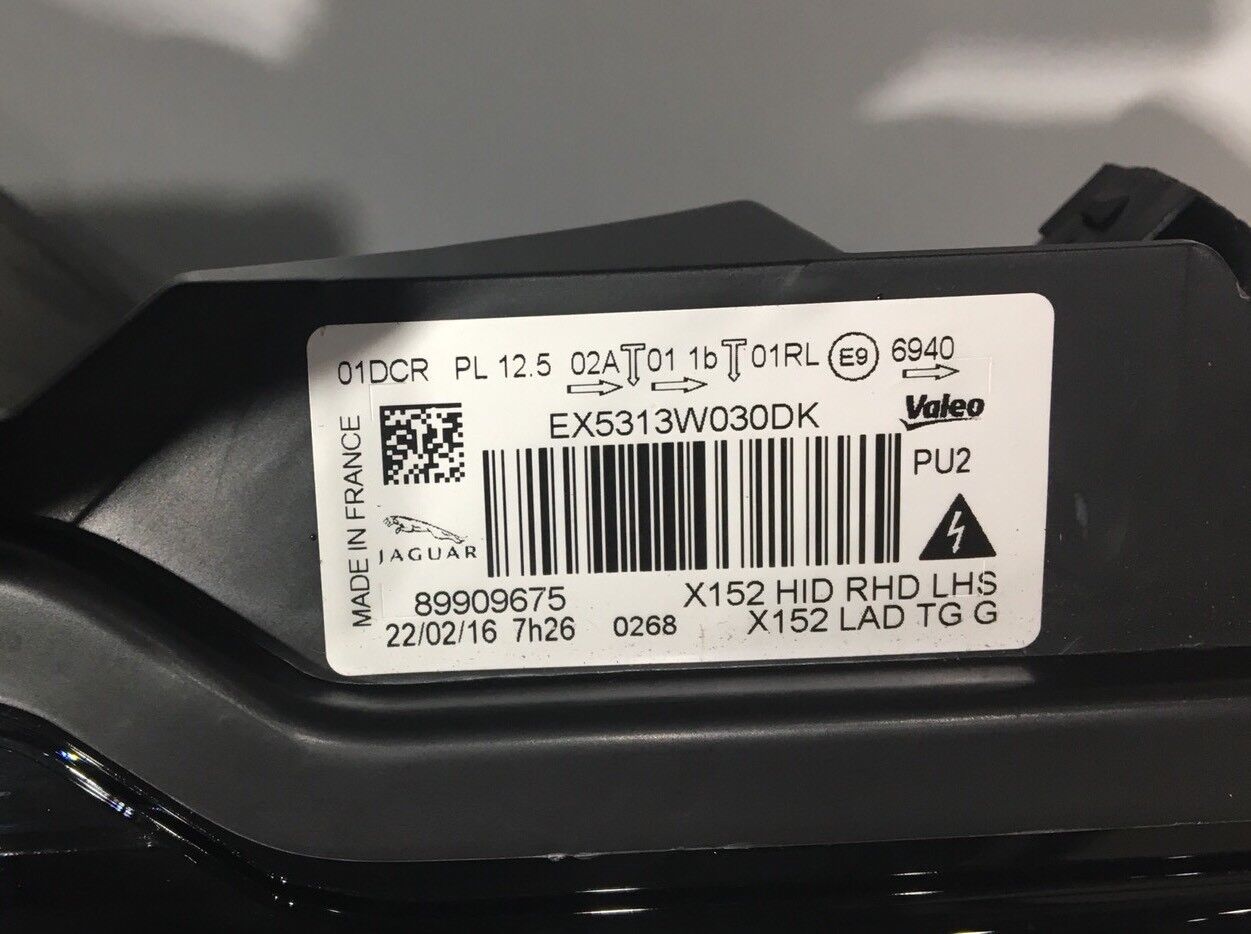 01DCR PL 12.5 02A 01 1b 01RL E9 6940
EX5313W030DK
Valeo
PU2
MADE IN FRANCE
JAGUAR
89909675
X152 HID RHD LHS
22/02/16 7h26 0268
X152 LAD TG G